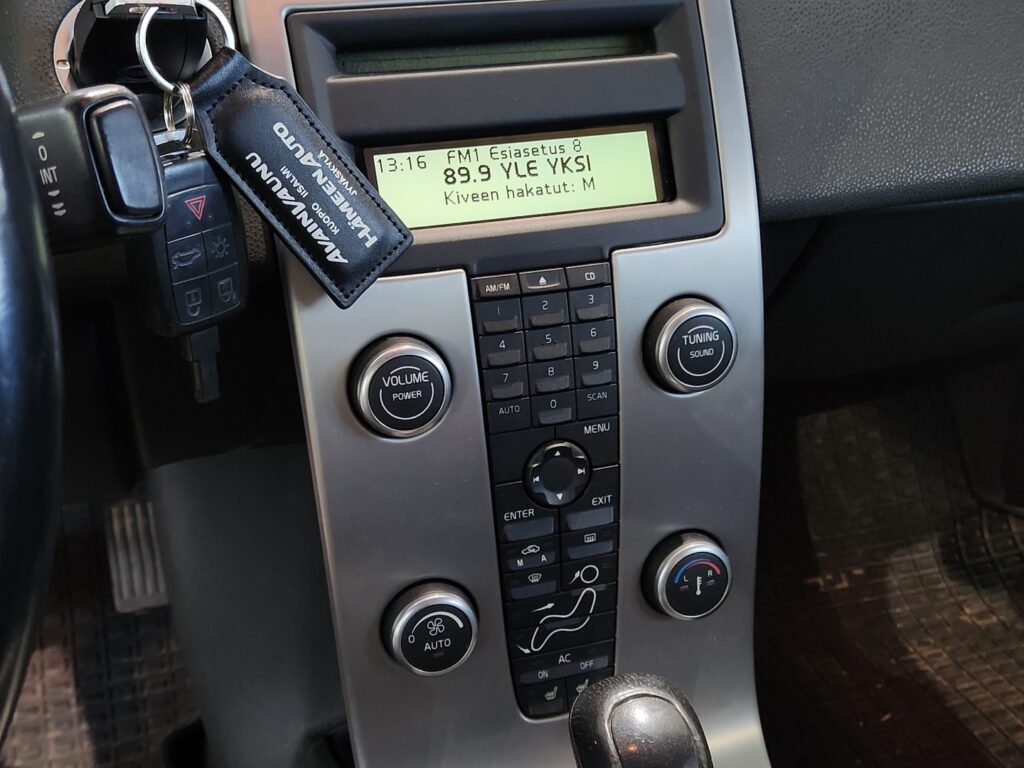 0
INT
HÄMEEN AUTO
JYVÄSKYLÄ
AVAINVAUNU
KUOPIO IISALMI
13:16 FM1 Esiasetus 8
89.9 YLE YKSI
Kiveen hakatut: M
AM/FM
CD
1 2 3
4 5 6
7 8 9
AUTO 0 SCAN
MENU
ENTER
EXIT
M A
AC
ON OFF
VOLUME
POWER
TUNING
SOUND
0
AUTO
L R